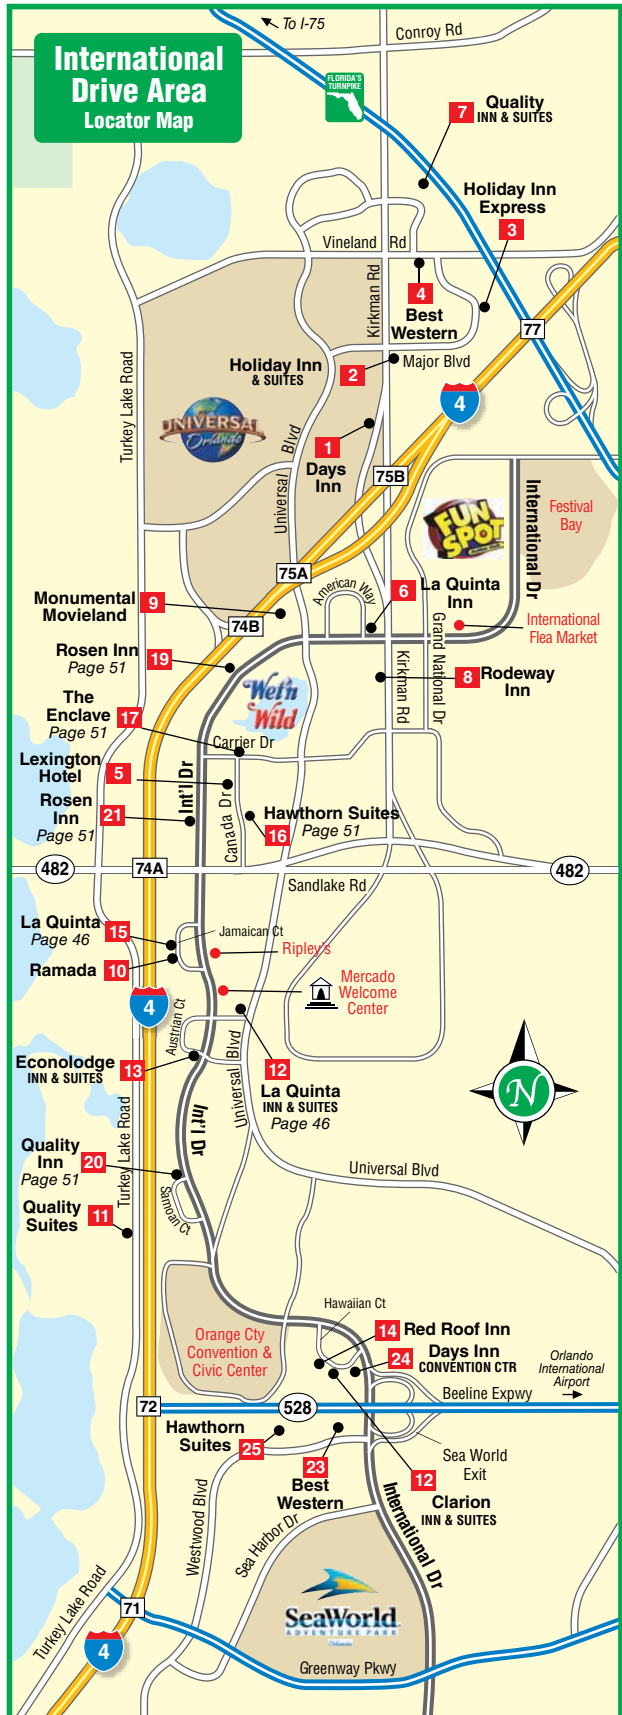 To I-75
Conroy Rd
International
Drive Area
Locator Map
FLORIDA'S
TURNPIKE
7
Quality
INN & SUITES
Holiday Inn
Express
3
Vineland Rd
Kirkman Rd
4
Best
Western
77
Turkey Lake Road
Holiday Inn
& SUITES
2
Major Blvd
4
UNIVERSAL
Orlando
Universal Blvd
1
Days
Inn
75B
FUN
SPOT
International Dr
Festival
Bay
75A
American Way
6
La Quinta
Inn
Monumental
Movieland
9
74B
Grand National Dr
International
Flea Market
Rosen Inn
Page 51
19
Kirkman Rd
8
Rodeway
Inn
Wet'n
Wild
The
Enclave
Page 51
17
Carrier Dr
Lexington
Hotel
5
Int'l Dr
Canada Dr
Rosen
Inn
Page 51
21
Hawthorn Suites
16
Page 51
482
74A
482
Sandlake Rd
La Quinta
Page 46
15
Jamaican Ct
Ripley's
Ramada
10
Mercado
Welcome
Center
4
Austrian Ct
Universal Blvd
Econolodge
INN & SUITES
13
12
La Quinta
INN & SUITES
Page 46
N
Turkey Lake Road
Int'l Dr
Quality
Inn
Page 51
20
Universal Blvd
Samoan Ct
Quality
Suites
11
Hawaiian Ct
Orange Cty
Convention &
Civic Center
14
Red Roof Inn
24
Days Inn
CONVENTION CTR
Orlando
International
Airport
Beeline Expwy
72
528
Hawthorn
Suites
25
23
Best
Western
Sea World
Exit
12
Clarion
INN & SUITES
Westwood Blvd
Sea Harbor Dr
International Dr
SeaWorld
ADVENTURE PARK
Orlando
Turkey Lake Road
71
4
Greenway Pkwy